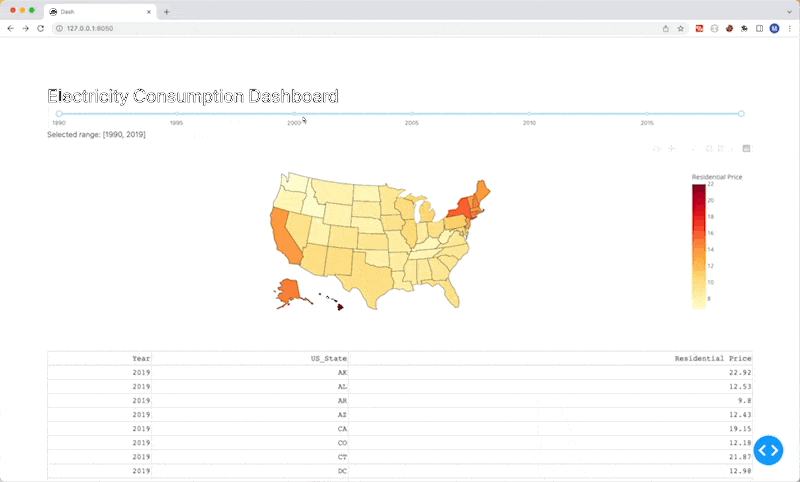 Dash
127.0.0.1:8050
M
Electricity Consumption Dashboard
1990 1995 2000 2005 2010 2015
Selected range: [1990, 2019]
Residential Price
22
20
18
16
14
12
10
8
Year US_State Residential Price
2019 AK 22.92
2019 AL 12.53
2019 AR 9.8
2019 AZ 12.43
2019 CA 19.15
2019 CO 12.18
2019 CT 21.87
2019 DC 12.98